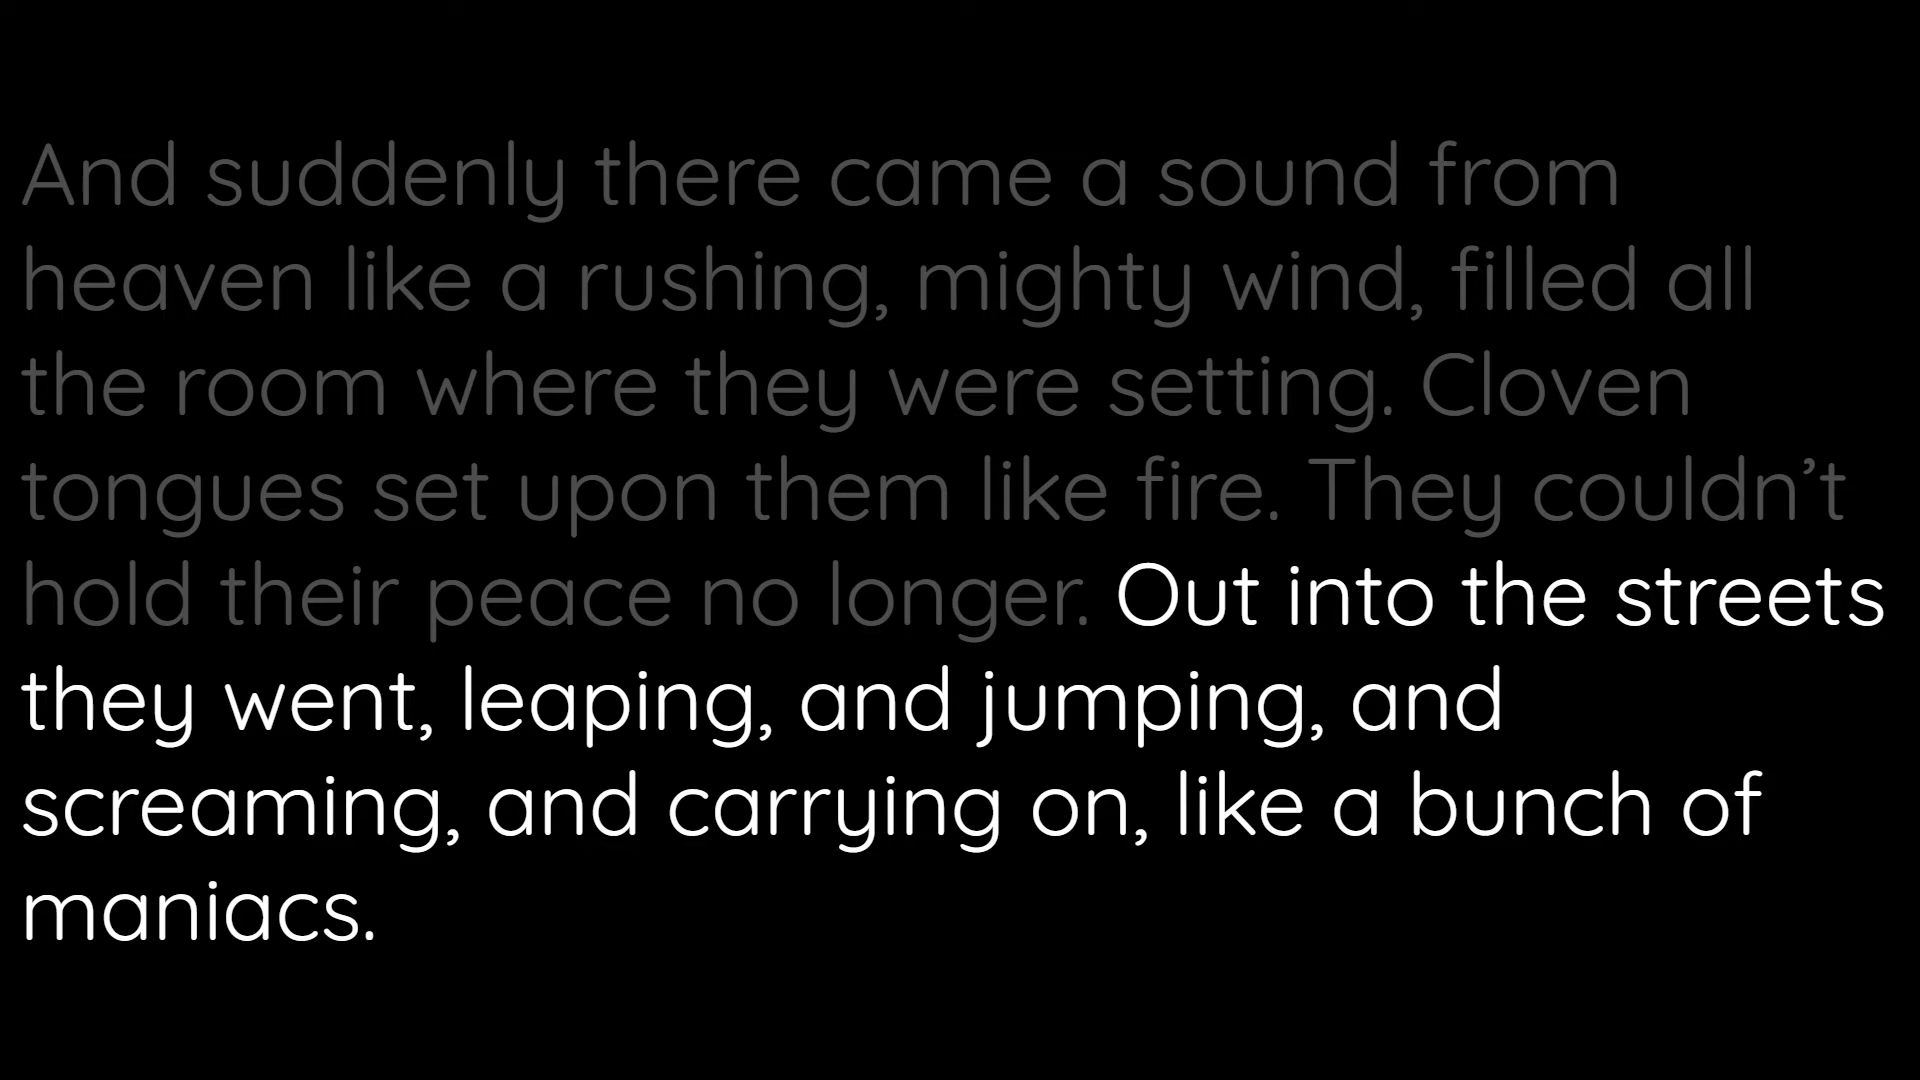 And suddenly there came a sound from
heaven like a rushing, mighty wind, filled all
the room where they were setting. Cloven
tongues set upon them like fire. They couldn’t
hold their peace no longer. Out into the streets
they went, leaping, and jumping, and
screaming, and carrying on, like a bunch of
maniacs.